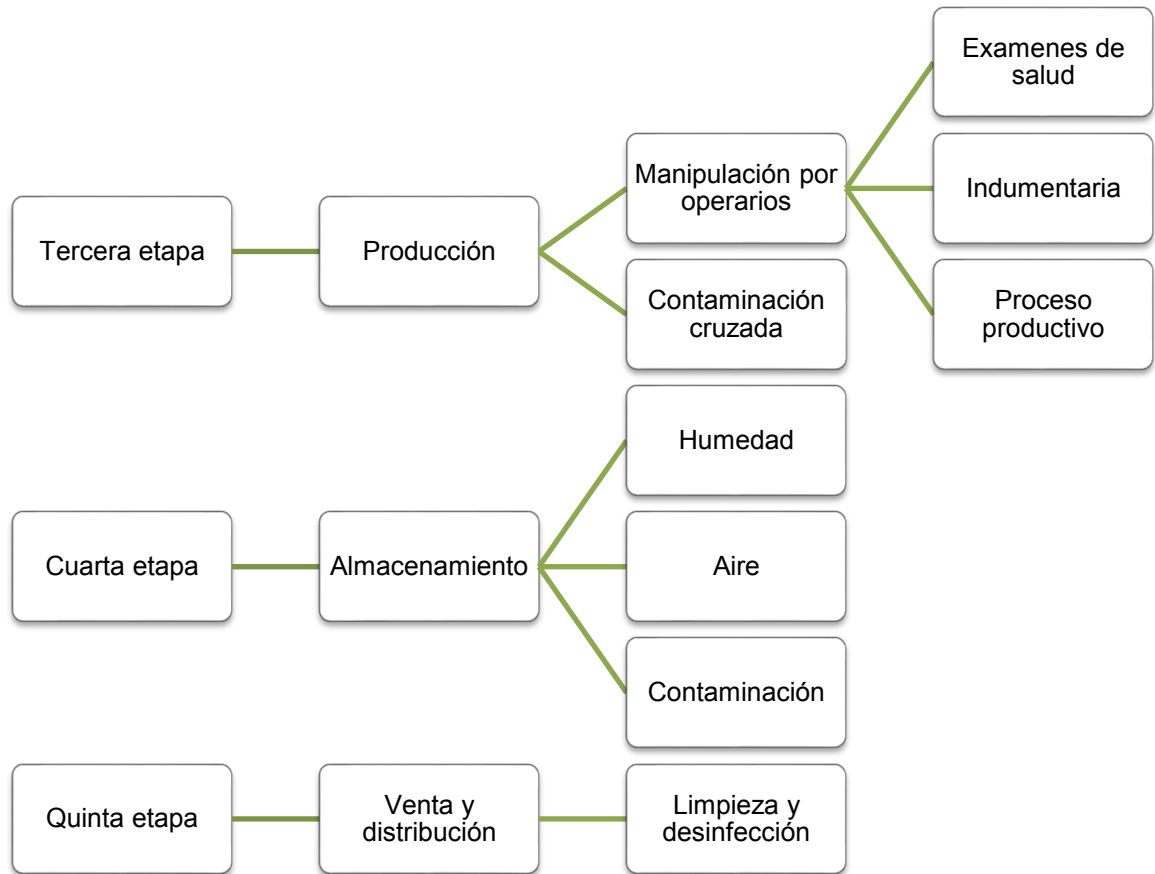 Tercera etapa
Producción
Manipulación por
operarios
Examenes de
salud
Indumentaria
Proceso
productivo
Contaminación
cruzada
Cuarta etapa
Almacenamiento
Humedad
Aire
Contaminación
Quinta etapa
Venta y
distribución
Limpieza y
desinfección